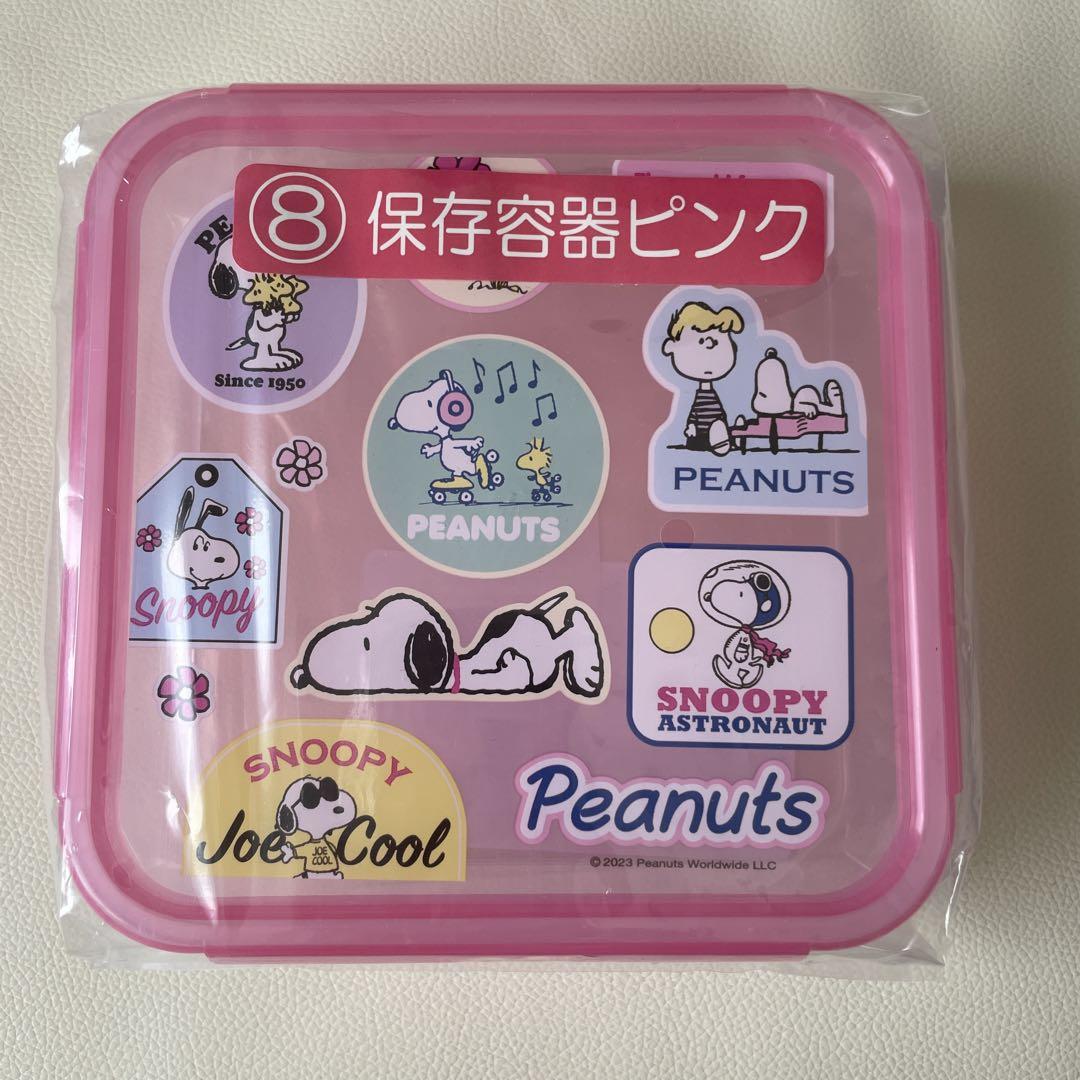 ⑧ 保存容器ピンク
Since 1950
PEANUTS
PEANUTS
Snoopy
SNOOPY
ASTRONAUT
SNOOPY
Joe Cool
JOE
COOL
Peanuts
© 2023 Peanuts Worldwide LLC